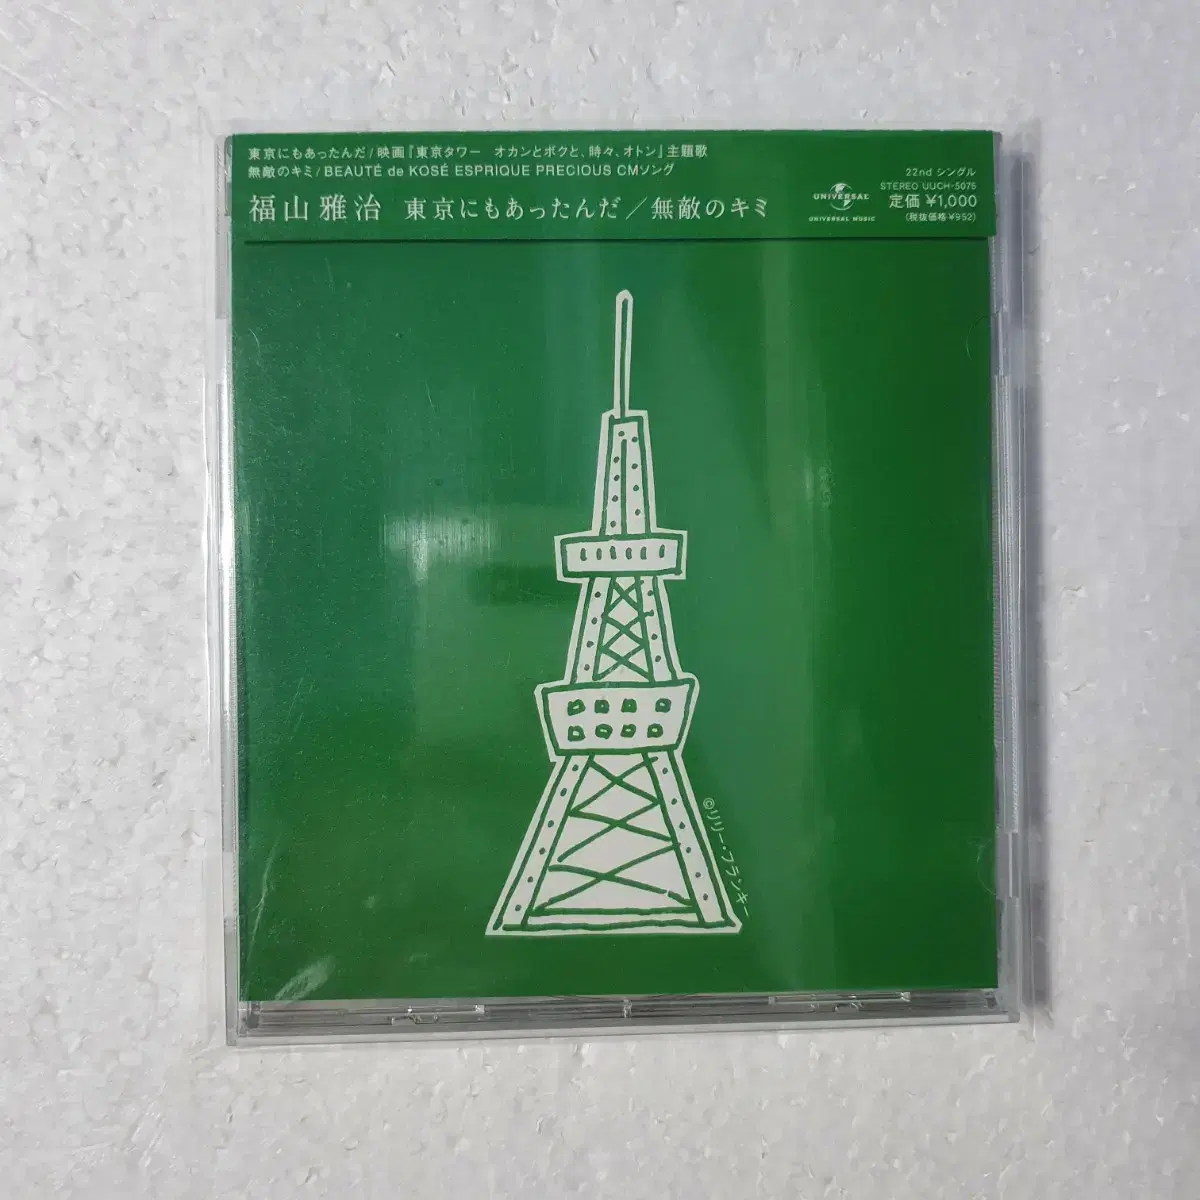 東京にもあったんだ/映画『東京タワー オカンとボクと、時々、オトン』主題歌
無敵のキミ/BEAUTÉ de KOSÉ ESPRIQUE PRECIOUS CMソング
福山雅治 東京にもあったんだ/無敵のキミ
UNIVERSAL
UNIVERSAL MUSIC
22nd シングル
STEREO UUCH-5076
定価 ¥1,000
(税抜価格¥952)
©リリー・フランキー